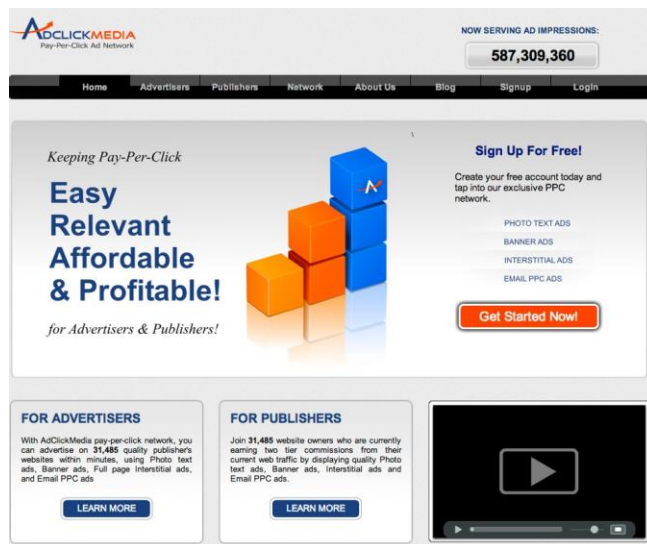 ADCLICKMEDIA
Pay-Per-Click Ad Network
NOW SERVING AD IMPRESSIONS:
587,309,360
Home Advertisers Publishers Network About Us Blog Signup Login
Keeping Pay-Per-Click
Easy
Relevant
Affordable
& Profitable!
for Advertisers & Publishers!
Sign Up For Free!
Create your free account today and
tap into our exclusive PPC
network.
PHOTO TEXT ADS
BANNER ADS
INTERSTITIAL ADS
EMAIL PPC ADS
Get Started Now!
FOR ADVERTISERS
With AdClickMedia pay-per-click network, you
can advertise on 31,485 quality publisher's
websites within minutes, using Photo text
ads, Banner ads, Full page Interstitial ads,
and Email PPC ads
LEARN MORE
FOR PUBLISHERS
Join 31,485 website owners who are currently
earning two tier commissions from their
current web traffic by displaying quality Photo
text ads, Banner ads, Interstitial ads and
Email PPC ads.
LEARN MORE